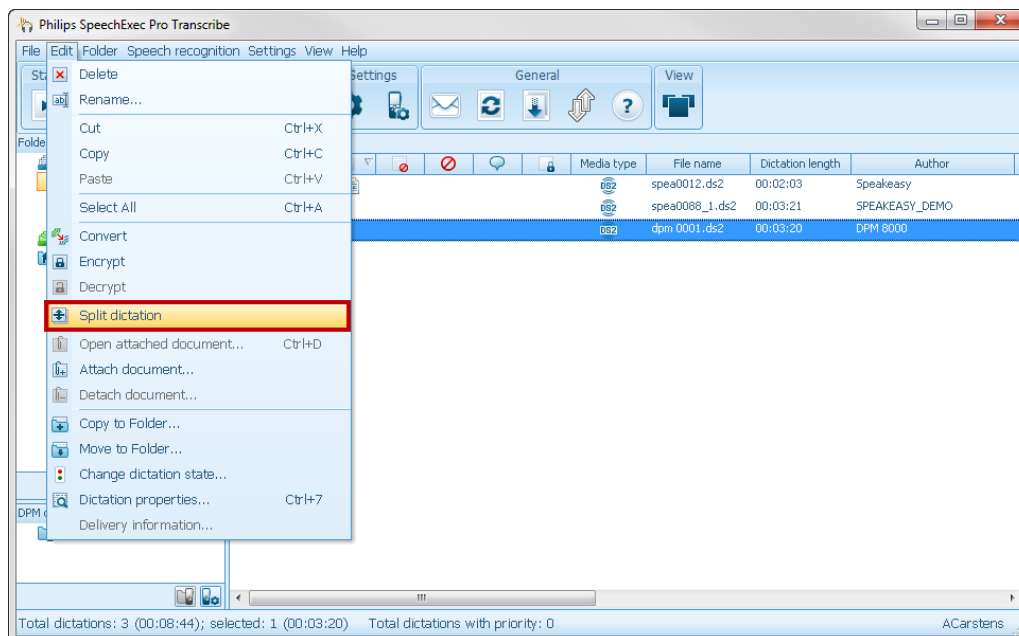 Philips SpeechExec Pro Transcribe
File Edit Folder Speech recognition Settings View Help
Settings General View
Delete
Rename...
Cut Ctrl+X
Copy Ctrl+C
Paste Ctrl+V
Select All Ctrl+A
Convert
Encrypt
Decrypt
Split dictation
Open attached document... Ctrl+D
Attach document...
Detach document...
Copy to Folder...
Move to Folder...
Change dictation state...
Dictation properties... Ctrl+7
Delivery information...
Media type File name Dictation length Author
DS2 spea0012.ds2 00:02:03 Speakeasy
DS2 spea0088_1.ds2 00:03:21 SPEAKEASY_DEMO
DS2 dpm 0001.ds2 00:03:20 DPM 8000
DPM
Total dictations: 3 (00:08:44); selected: 1 (00:03:20) Total dictations with priority: 0 ACarstens